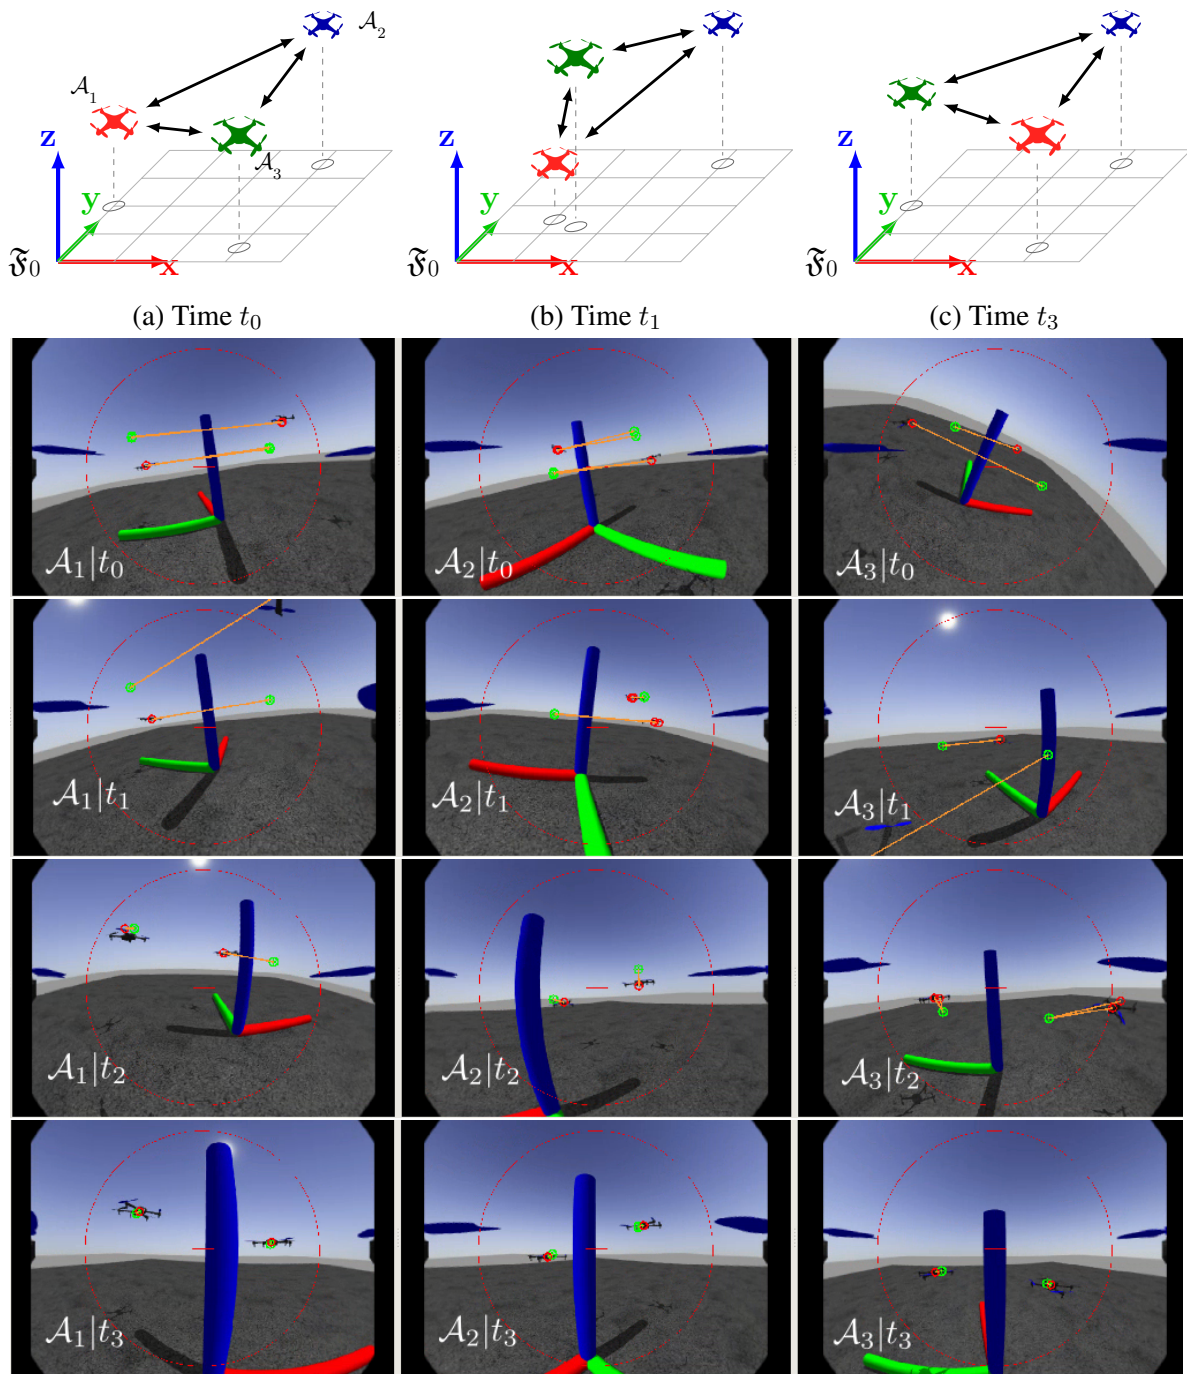 𝒜₂
𝒜₁
𝒜₃
z
y
x
𝔉₀
z
y
x
𝔉₀
z
y
x
𝔉₀
(a) Time t₀
(b) Time t₁
(c) Time t₃
𝒜₁|t₀
𝒜₂|t₀
𝒜₃|t₀
𝒜₁|t₁
𝒜₂|t₁
𝒜₃|t₁
𝒜₁|t₂
𝒜₂|t₂
𝒜₃|t₂
𝒜₁|t₃
𝒜₂|t₃
𝒜₃|t₃